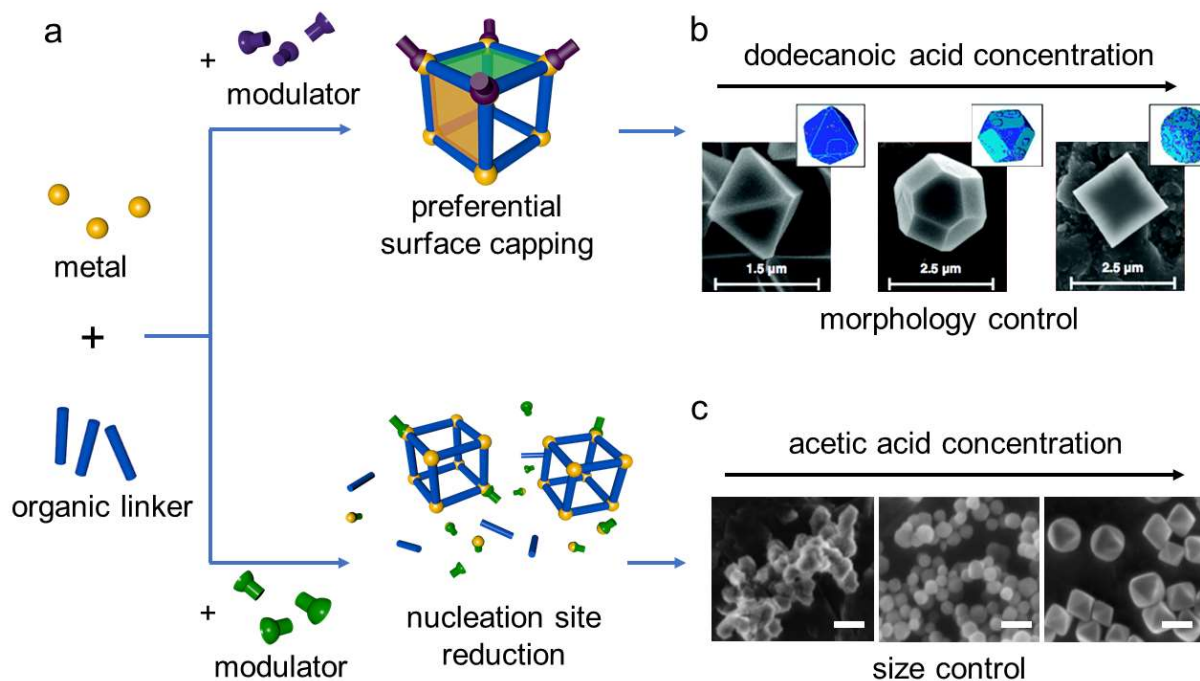 a
+
modulator
metal
+
organic linker
+
modulator
preferential
surface capping
nucleation site
reduction
b
dodecanoic acid concentration
1.5 µm
2.5 µm
2.5 µm
morphology control
c
acetic acid concentration
size control